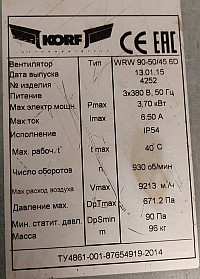 KORF
CE EAC
Вентилятор Тип WRW 90-50/45.6D
Дата выпуска 13.01.15
№ изделия 4252
Питание 3х380 В, 50 Гц
Мах электр.мощн. Pmax 3,70 кВт
Мах ток Imax 6.50 А
Исполнение IP54
Мах. рабоч. t° t max 40 °С
Число оборотов n 930 об/мин
Мах расход воздуха Vmax 9213 м³/ч
Давление мах. DpTmax 671.2 Па
Мин. статич. давл. DpSmin 90 Па
Масса m 96 кг
ТУ4861-001-87654919-2014